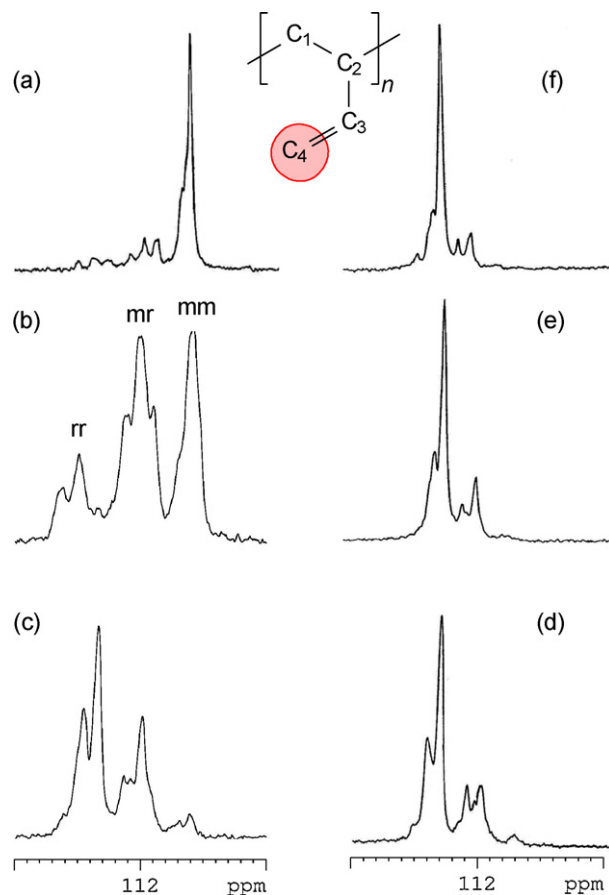 (a)
C1
C2
n
C3
C4
(f)
(b)
rr
mr
mm
(e)
(c)
(d)
112 ppm
112 ppm